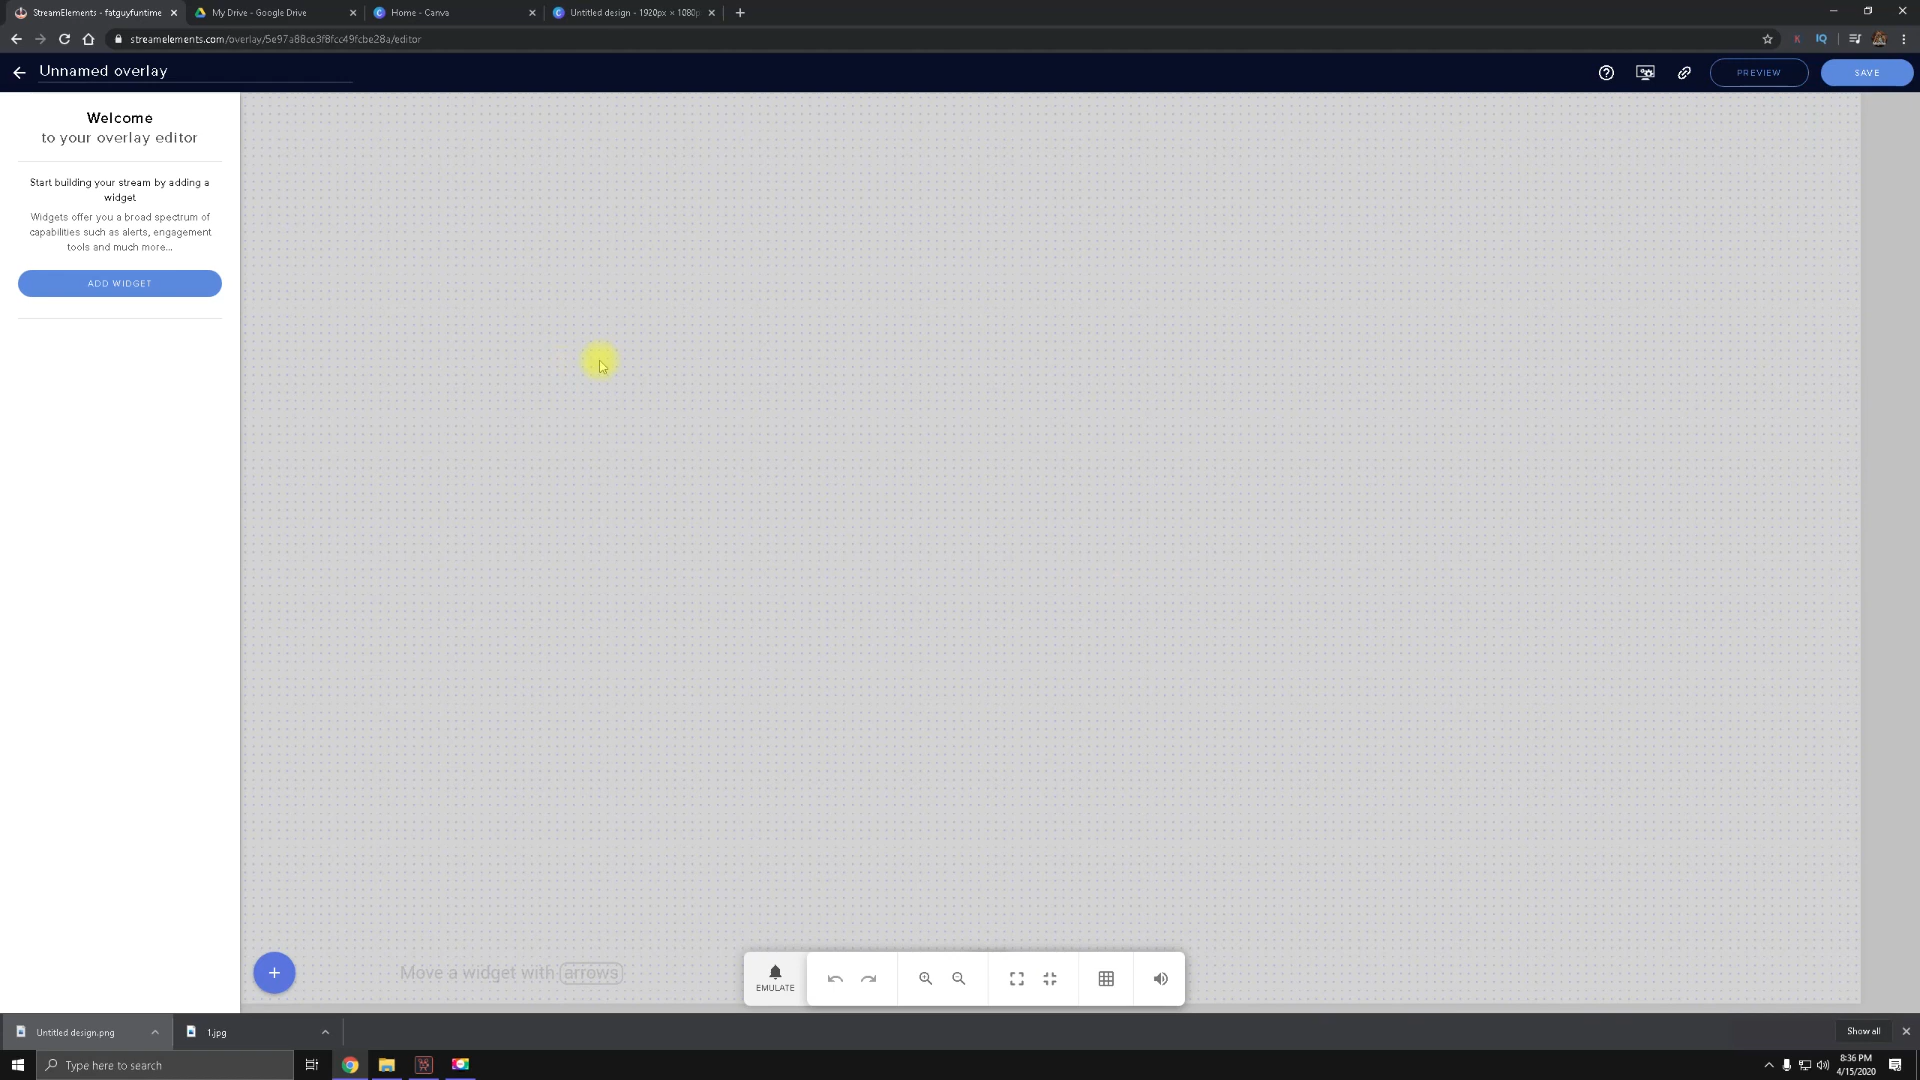 StreamElements - fatguyfuntime
My Drive - Google Drive
Home - Canva
Untitled design - 1920px × 1080p
streamelements.com/overlay/5e97a88ce3f8fcc49fcbe28a/editor
IQ
Unnamed overlay
PREVIEW
SAVE
Welcome
to your overlay editor
Start building your stream by adding a
widget
Widgets offer you a broad spectrum of
capabilities such as alerts, engagement
tools and much more...
ADD WIDGET
Move a widget with arrows
EMULATE
Untitled design.png
1.jpg
Show all
Type here to search
8:36 PM
4/15/2020